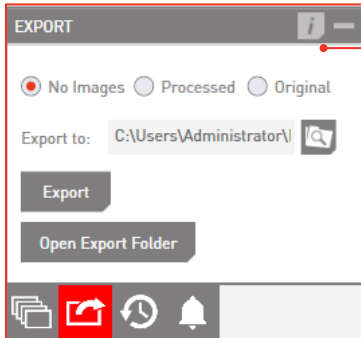 EXPORT i
No Images Processed Original
Export to: C:\Users\Administrator\
Export
Open Export Folder